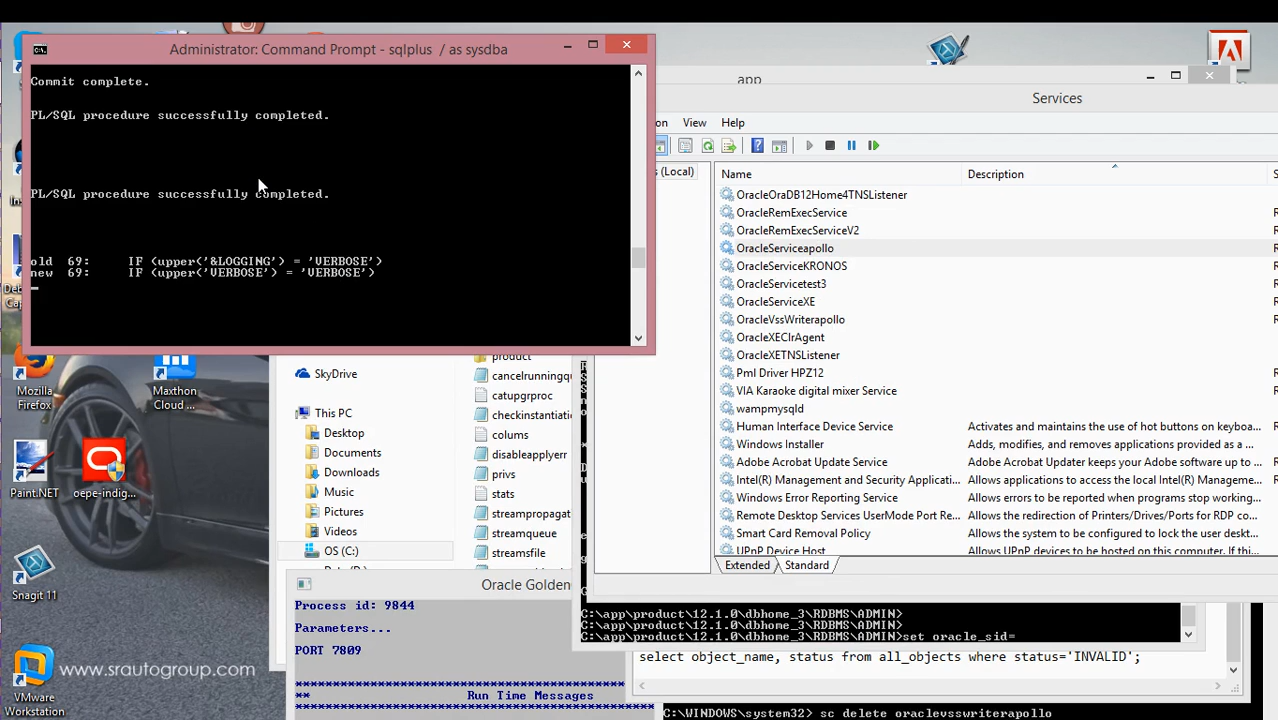 Administrator: Command Prompt - sqlplus / as sysdba
Commit complete.
PL/SQL procedure successfully completed.
PL/SQL procedure successfully completed.
old 69: IF (upper('&LOGGING') = 'VERBOSE')
new 69: IF (upper('VERBOSE') = 'VERBOSE')
app
Services
View Help
(Local)
Name Description
OracleOraDB12Home4TNSListener
OracleRemExecService
OracleRemExecServiceV2
OracleServiceapollo
OracleServiceKRONOS
OracleServicetest3
OracleServiceXE
OracleVssWriterapollo
OracleXEClrAgent
OracleXETNSListener
Pml Driver HPZ12
VIA Karaoke digital mixer Service
wampmysqld
Human Interface Device Service Activates and maintains the use of hot buttons on keyboa...
Windows Installer Adds, modifies, and removes applications provided as a ...
Adobe Acrobat Update Service Adobe Acrobat Updater keeps your Adobe software up to ...
Intel(R) Management and Security Applicati... Allows applications to access the local Intel(R) Manageme...
Windows Error Reporting Service Allows errors to be reported when programs stop working...
Remote Desktop Services UserMode Port Re... Allows the redirection of Printers/Drives/Ports for RDP co...
Smart Card Removal Policy Allows the system to be configured to lock the user desk...
UPnP Device Host Allows UPnP devices to be hosted on this computer. If thi...
Extended Standard
Mozilla
Firefox
Maxthon
Cloud ...
Paint.NET
oepe-indig...
Snagit 11
VMware
Workstation
www.srautogroup.com
SkyDrive
This PC
Desktop
Documents
Downloads
Music
Pictures
Videos
OS (C:)
product
cancelrunningq
catupgrproc
checkinstantiati
colums
disableapplyerr
privs
stats
streampropagat
streamqueue
streamsfile
Oracle Golden
Process id: 9844
Parameters...
PORT 7809
*****************************************
** Run Time Messages
*****************************************
C:\app\product\12.1.0\dbhome_3\RDBMS\ADMIN>
C:\app\product\12.1.0\dbhome_3\RDBMS\ADMIN>
C:\app\product\12.1.0\dbhome_3\RDBMS\ADMIN>set oracle_sid=
select object_name, status from all_objects where status='INVALID';
C:\WINDOWS\system32> sc delete oraclevsswriterapollo